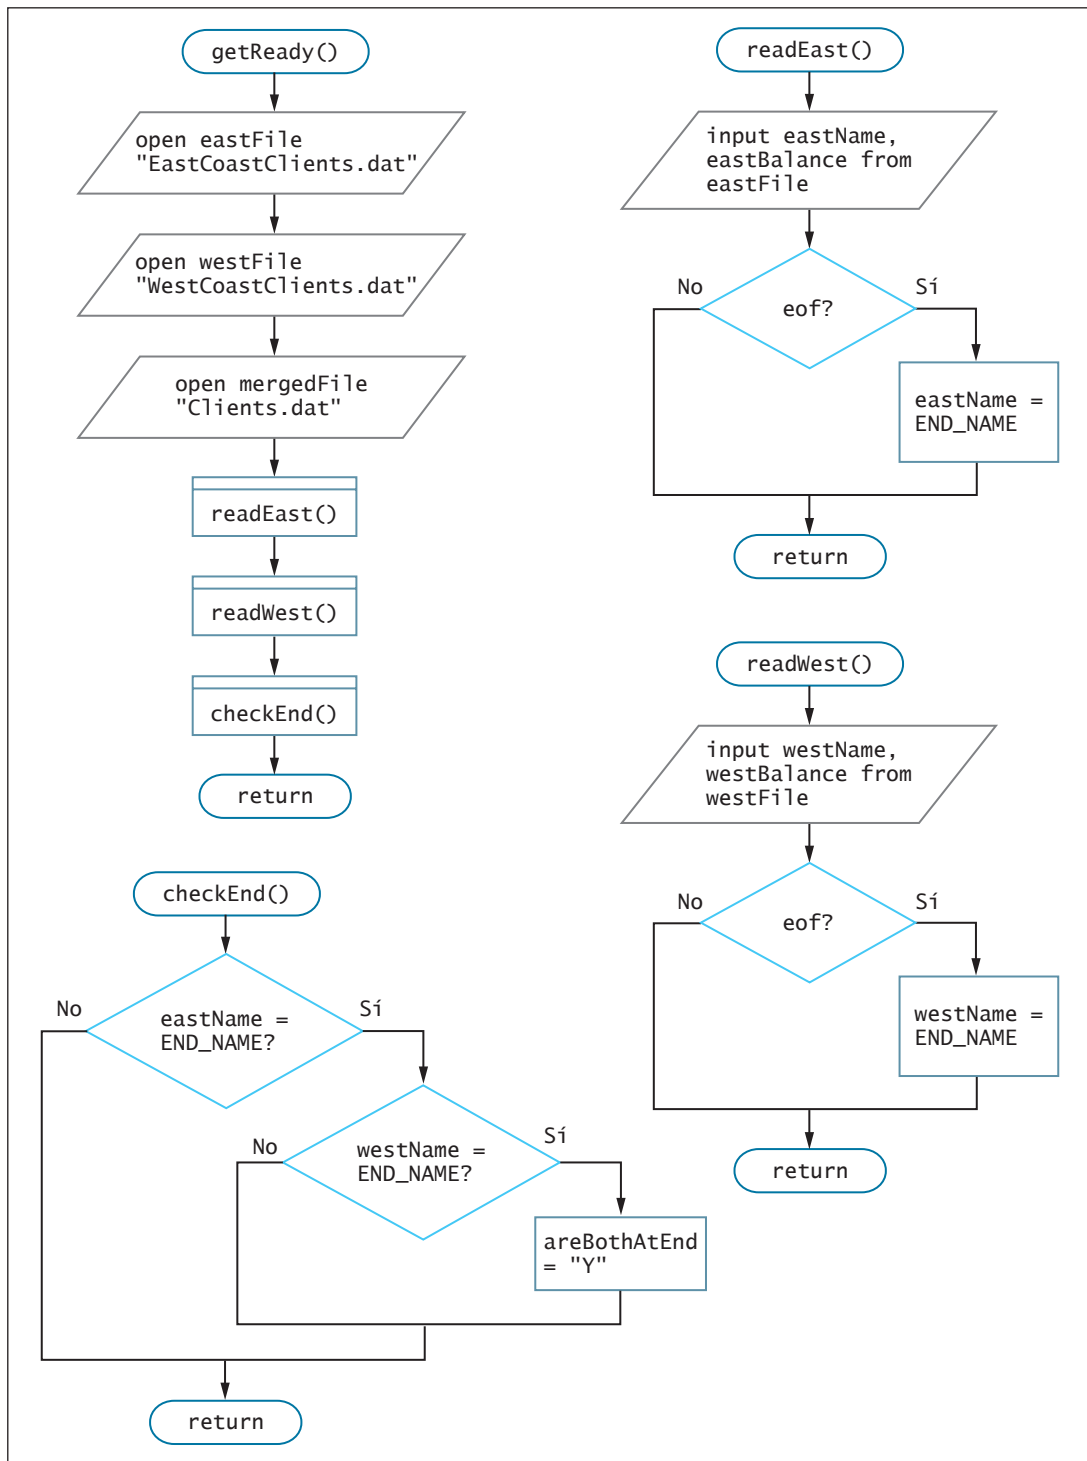 getReady()
open eastFile
"EastCoastClients.dat"
open westFile
"WestCoastClients.dat"
open mergedFile
"Clients.dat"
readEast()
readWest()
checkEnd()
return
readEast()
input eastName,
eastBalance from
eastFile
No
eof?
Sí
eastName =
END_NAME
return
readWest()
input westName,
westBalance from
westFile
No
eof?
Sí
westName =
END_NAME
return
checkEnd()
No
eastName =
END_NAME?
Sí
No
westName =
END_NAME?
Sí
areBothAtEnd
= "Y"
return